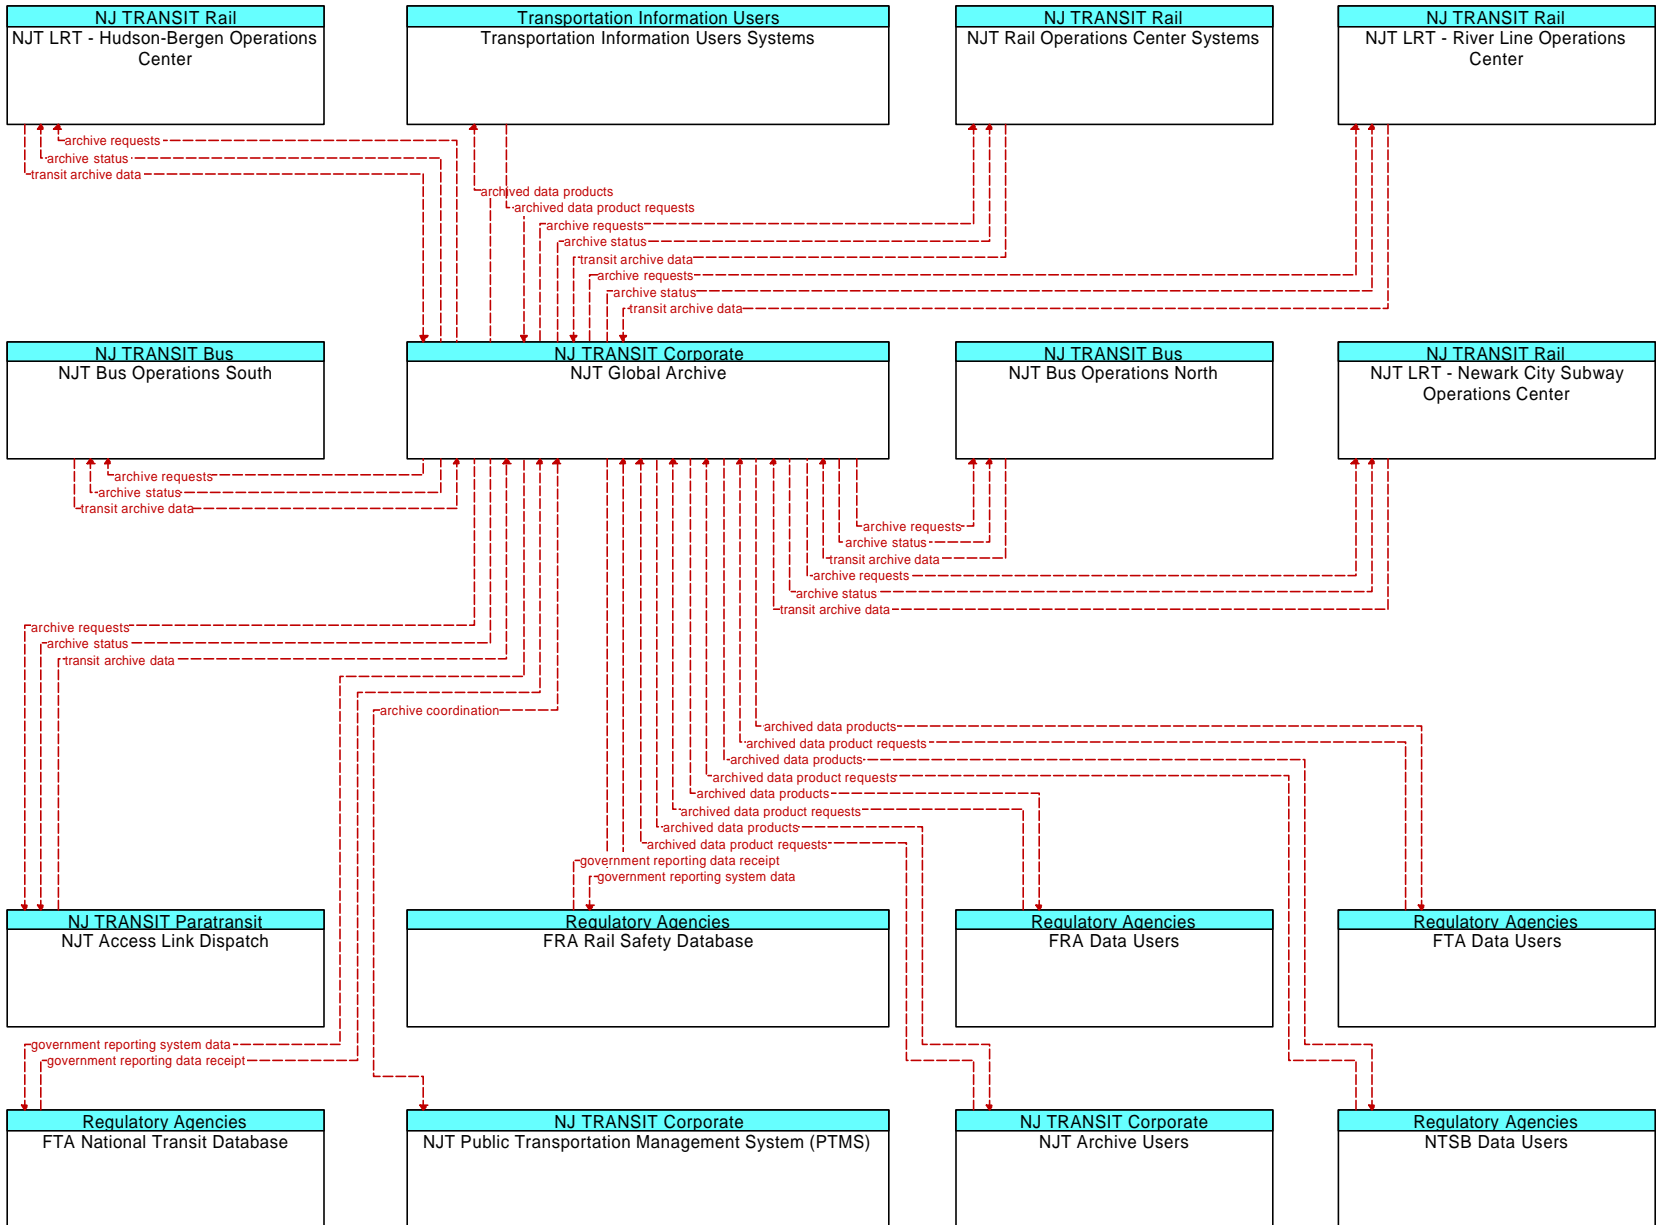 NJ TRANSIT Rail
NJT LRT - Hudson-Bergen Operations
Center
Transportation Information Users
Transportation Information Users Systems
NJ TRANSIT Rail
NJT Rail Operations Center Systems
NJ TRANSIT Rail
NJT LRT - River Line Operations
Center
archive requests
archive status
transit archive data
archived data products
archived data product requests
archive requests
archive status
transit archive data
archive requests
archive status
transit archive data
NJ TRANSIT Bus
NJT Bus Operations South
NJ TRANSIT Corporate
NJT Global Archive
NJ TRANSIT Bus
NJT Bus Operations North
NJ TRANSIT Rail
NJT LRT - Newark City Subway
Operations Center
archive requests
archive status
transit archive data
archive requests
archive status
transit archive data
archive requests
archive status
transit archive data
archive requests
archive status
transit archive data
archive coordination
archived data products
archived data product requests
archived data products
archived data product requests
archived data products
archived data product requests
archived data products
archived data product requests
government reporting data receipt
government reporting system data
NJ TRANSIT Paratransit
NJT Access Link Dispatch
Regulatory Agencies
FRA Rail Safety Database
Regulatory Agencies
FRA Data Users
Regulatory Agencies
FTA Data Users
government reporting system data
government reporting data receipt
Regulatory Agencies
FTA National Transit Database
NJ TRANSIT Corporate
NJT Public Transportation Management System (PTMS)
NJ TRANSIT Corporate
NJT Archive Users
Regulatory Agencies
NTSB Data Users